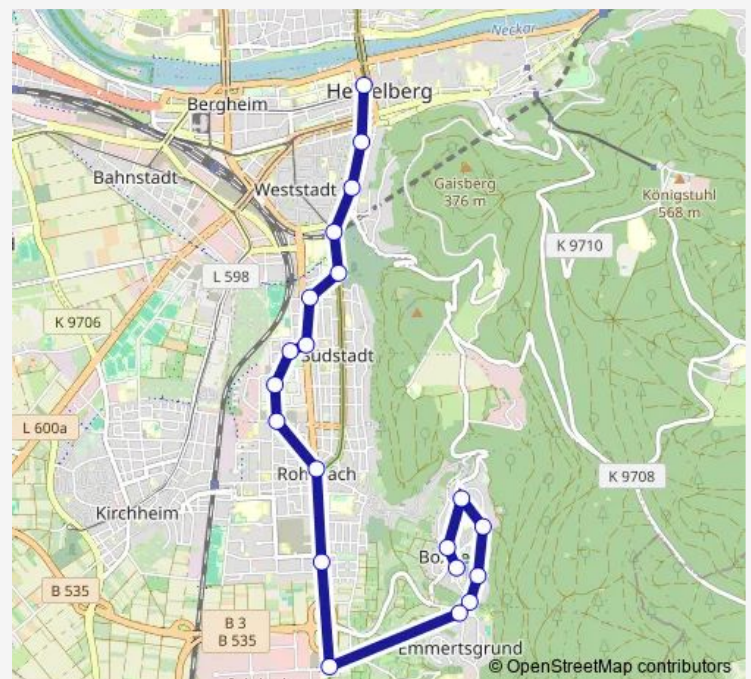 Neckar
Bergheim
Bahnstadt
Weststadt
Gaisberg
376 m
Königstuhl
568 m
K 9710
L 598
K 9706
Südstadt
L 600a
K 9708
Kirchheim
B 535
B 3
B 535
Emmertsgrund
© OpenStreetMap contributors